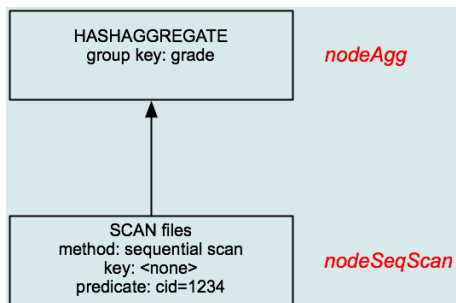 HASHAGGREGATE
group key: grade
nodeAgg
SCAN files
method: sequential scan
key: <none>
predicate: cid=1234
nodeSeqScan